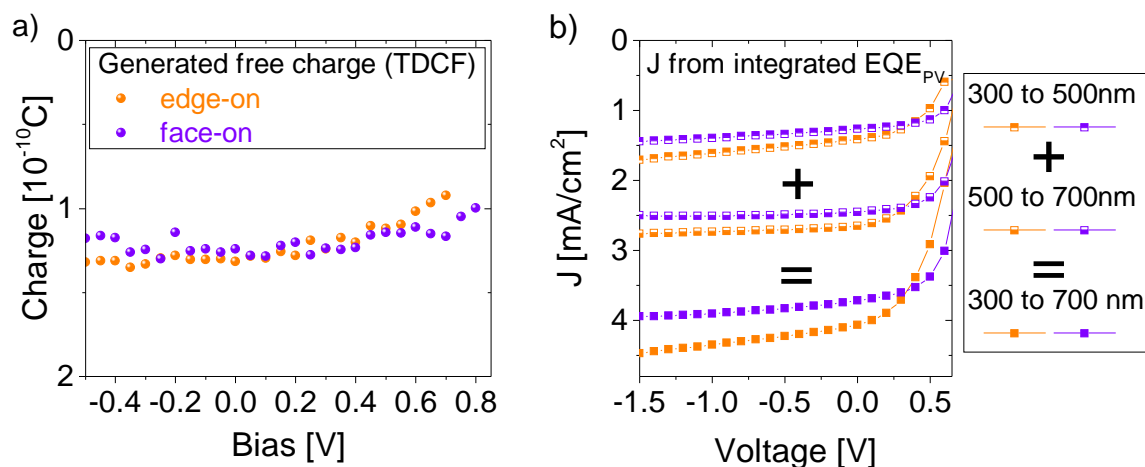 a)
0
1
2
Charge [10⁻¹⁰C]
Generated free charge (TDCF)
edge-on
face-on
-0.4 -0.2 0.0 0.2 0.4 0.6 0.8
Bias [V]
b)
0
1
2
3
4
J [mA/cm²]
J from integrated EQE_PV
+
=
-1.5 -1.0 -0.5 0.0 0.5
Voltage [V]
300 to 500nm
+
500 to 700nm
=
300 to 700 nm